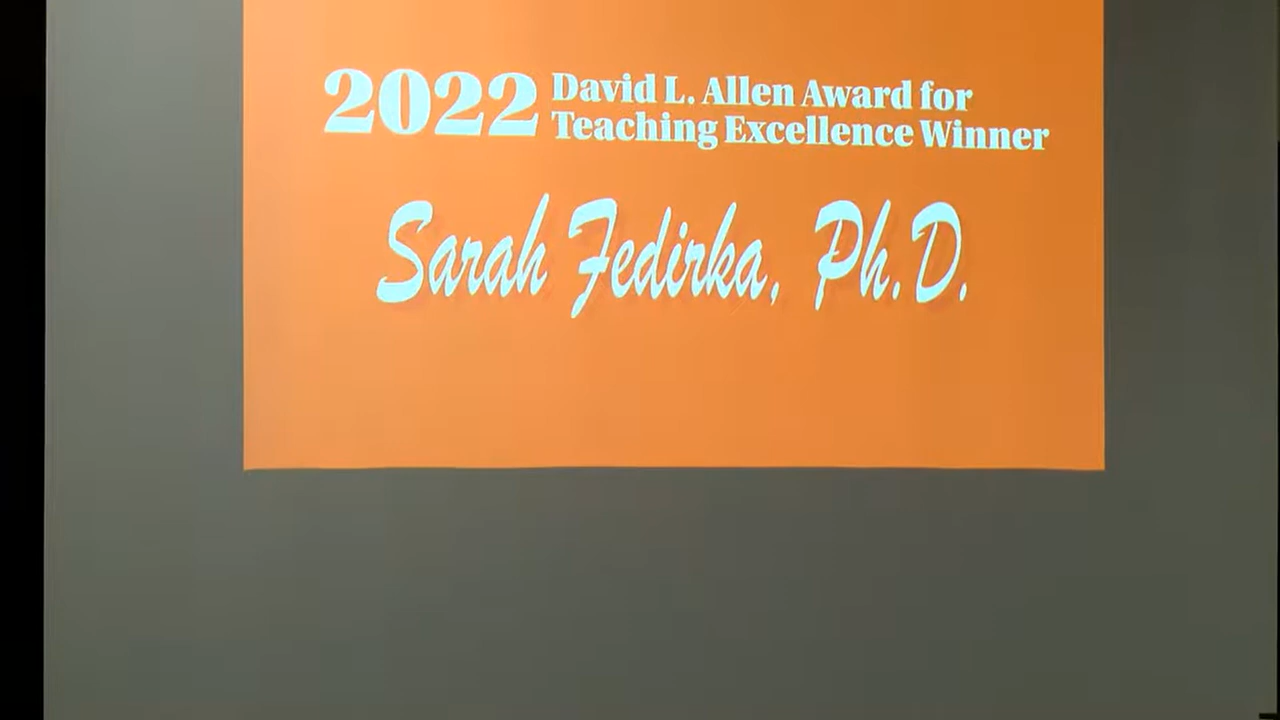 2022 David L. Allen Award for
Teaching Excellence Winner
Sarah Fedirka, Ph.D.